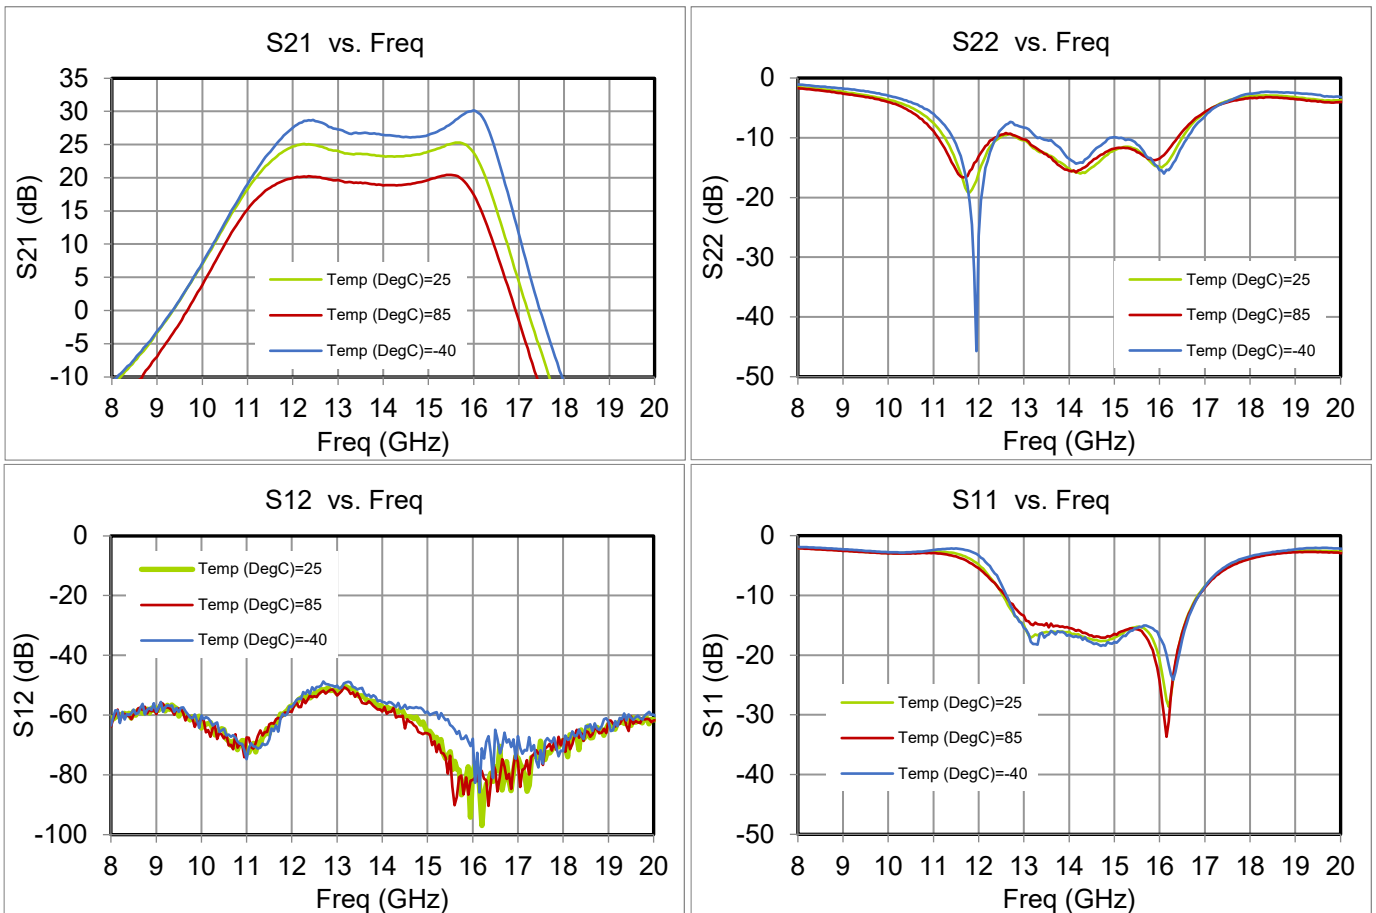 S21  vs. Freq
35
30
25
20
15
10
5
0
-5
-10
S21 (dB)
Temp (DegC)=25
Temp (DegC)=85
Temp (DegC)=-40
8 9 10 11 12 13 14 15 16 17 18 19 20
Freq (GHz)
S22  vs. Freq
0
-10
-20
-30
-40
-50
S22 (dB)
Temp (DegC)=25
Temp (DegC)=85
Temp (DegC)=-40
8 9 10 11 12 13 14 15 16 17 18 19 20
Freq (GHz)
S12  vs. Freq
0
-20
-40
-60
-80
-100
S12 (dB)
Temp (DegC)=25
Temp (DegC)=85
Temp (DegC)=-40
8 9 10 11 12 13 14 15 16 17 18 19 20
Freq (GHz)
S11  vs. Freq
0
-10
-20
-30
-40
-50
S11 (dB)
Temp (DegC)=25
Temp (DegC)=85
Temp (DegC)=-40
8 9 10 11 12 13 14 15 16 17 18 19 20
Freq (GHz)